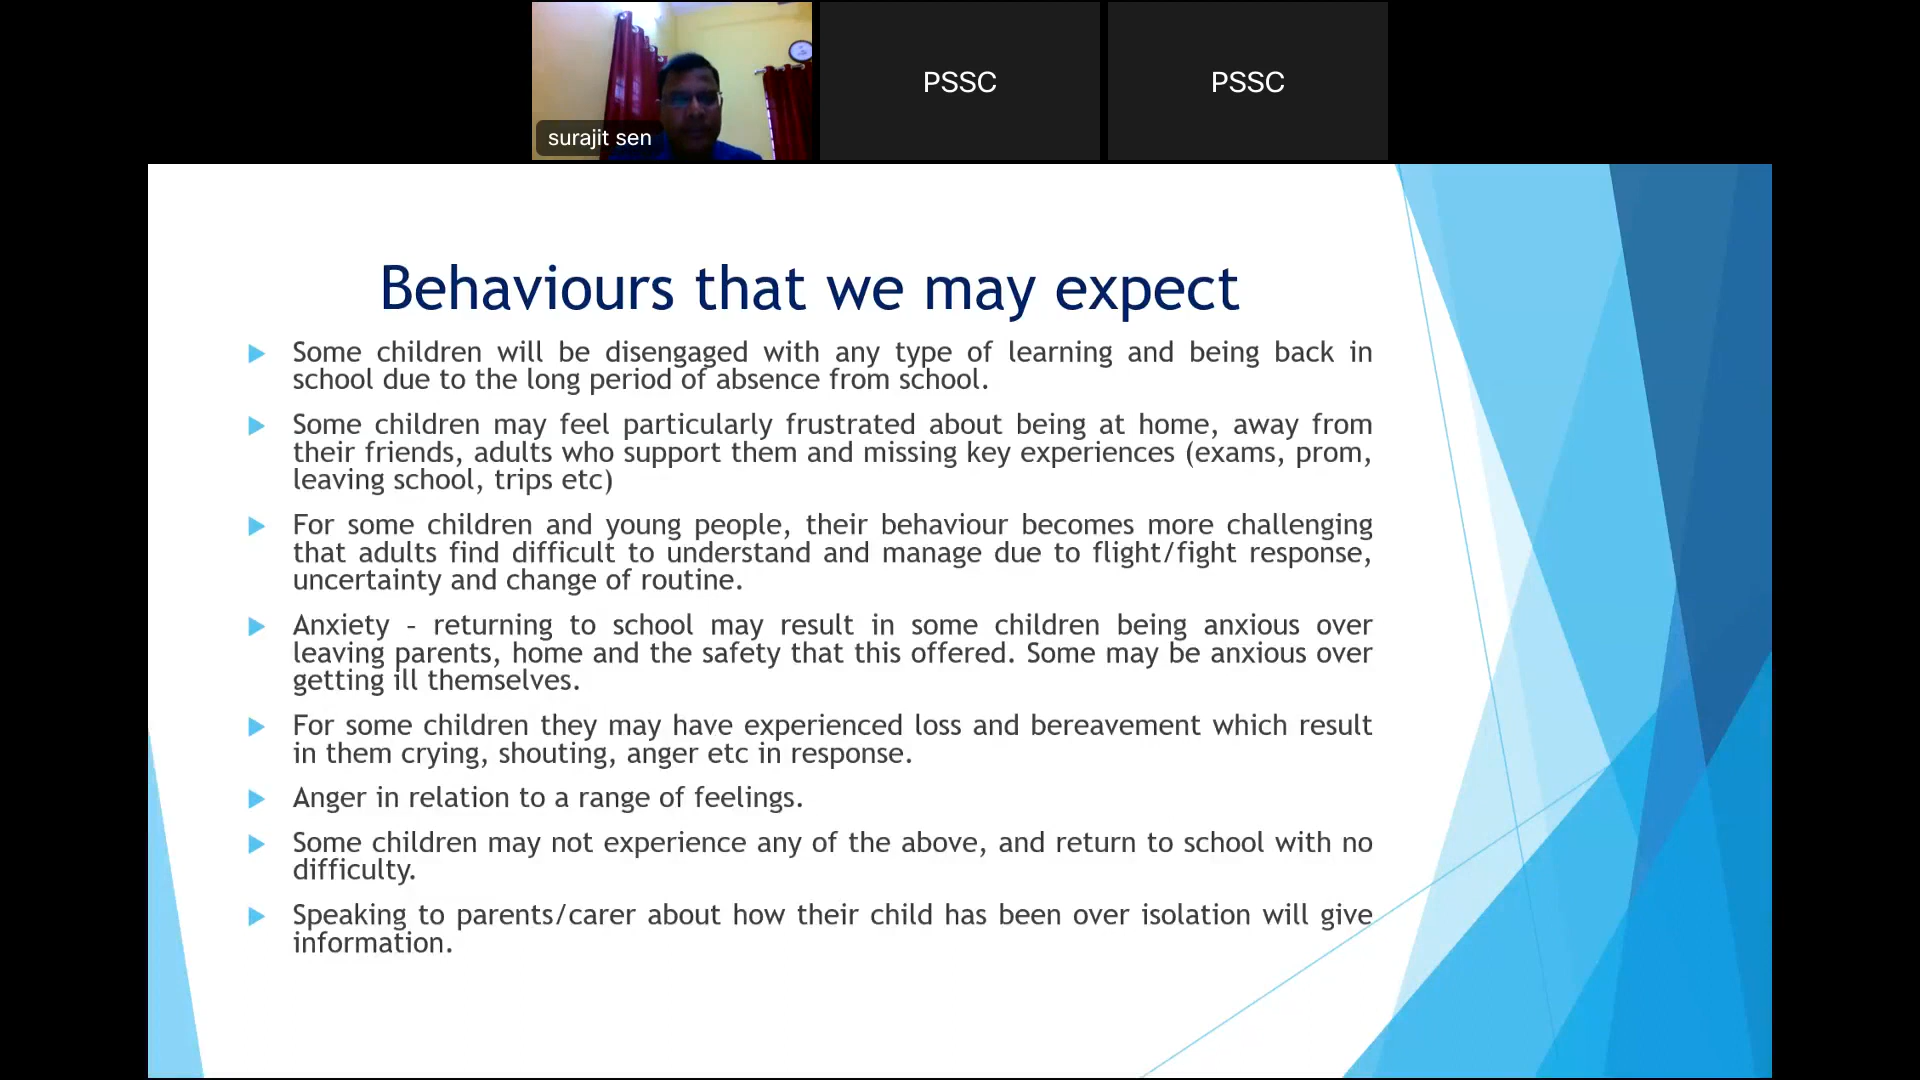 surajit sen
PSSC
PSSC
Behaviours that we may expect
Some children will be disengaged with any type of learning and being back in
school due to the long period of absence from school.
Some children may feel particularly frustrated about being at home, away from
their friends, adults who support them and missing key experiences (exams, prom,
leaving school, trips etc)
For some children and young people, their behaviour becomes more challenging
that adults find difficult to understand and manage due to flight/fight response,
uncertainty and change of routine.
Anxiety – returning to school may result in some children being anxious over
leaving parents, home and the safety that this offered. Some may be anxious over
getting ill themselves.
For some children they may have experienced loss and bereavement which result
in them crying, shouting, anger etc in response.
Anger in relation to a range of feelings.
Some children may not experience any of the above, and return to school with no
difficulty.
Speaking to parents/carer about how their child has been over isolation will give
information.